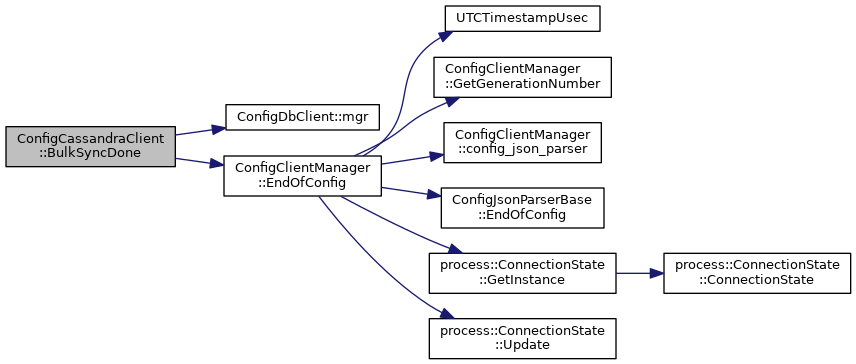 ConfigCassandraClient
::BulkSyncDone
ConfigDbClient::mgr
ConfigClientManager
::EndOfConfig
UTCTimestampUsec
ConfigClientManager
::GetGenerationNumber
ConfigClientManager
::config_json_parser
ConfigJsonParserBase
::EndOfConfig
process::ConnectionState
::GetInstance
process::ConnectionState
::Update
process::ConnectionState
::ConnectionState